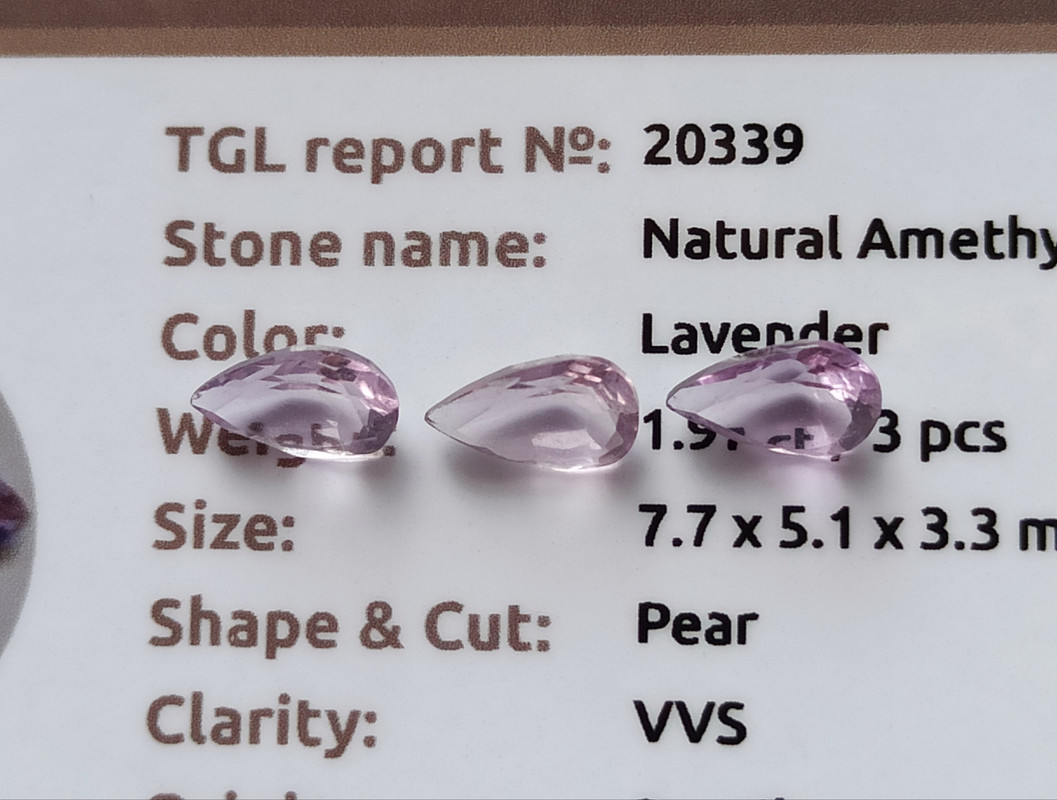 TGL report Nº: 20339
Stone name: Natural Amethy
Color: Lavender
Weight: 3 pcs
Size: 7.7 x 5.1 x 3.3 m
Shape & Cut: Pear
Clarity: VVS